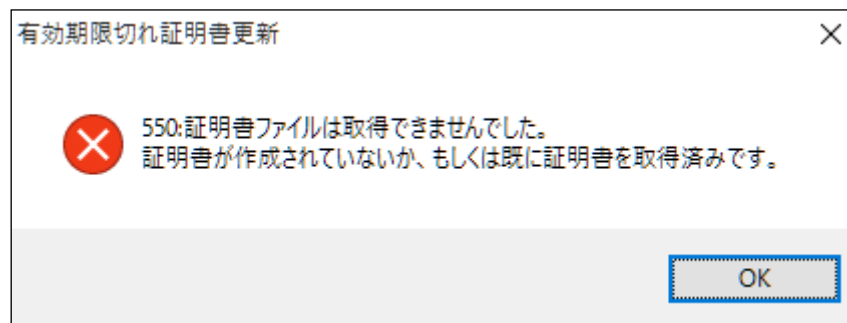 有効期限切れ証明書更新
550:証明書ファイルは取得できませんでした。
証明書が作成されていないか、もしくは既に証明書を取得済みです。
OK